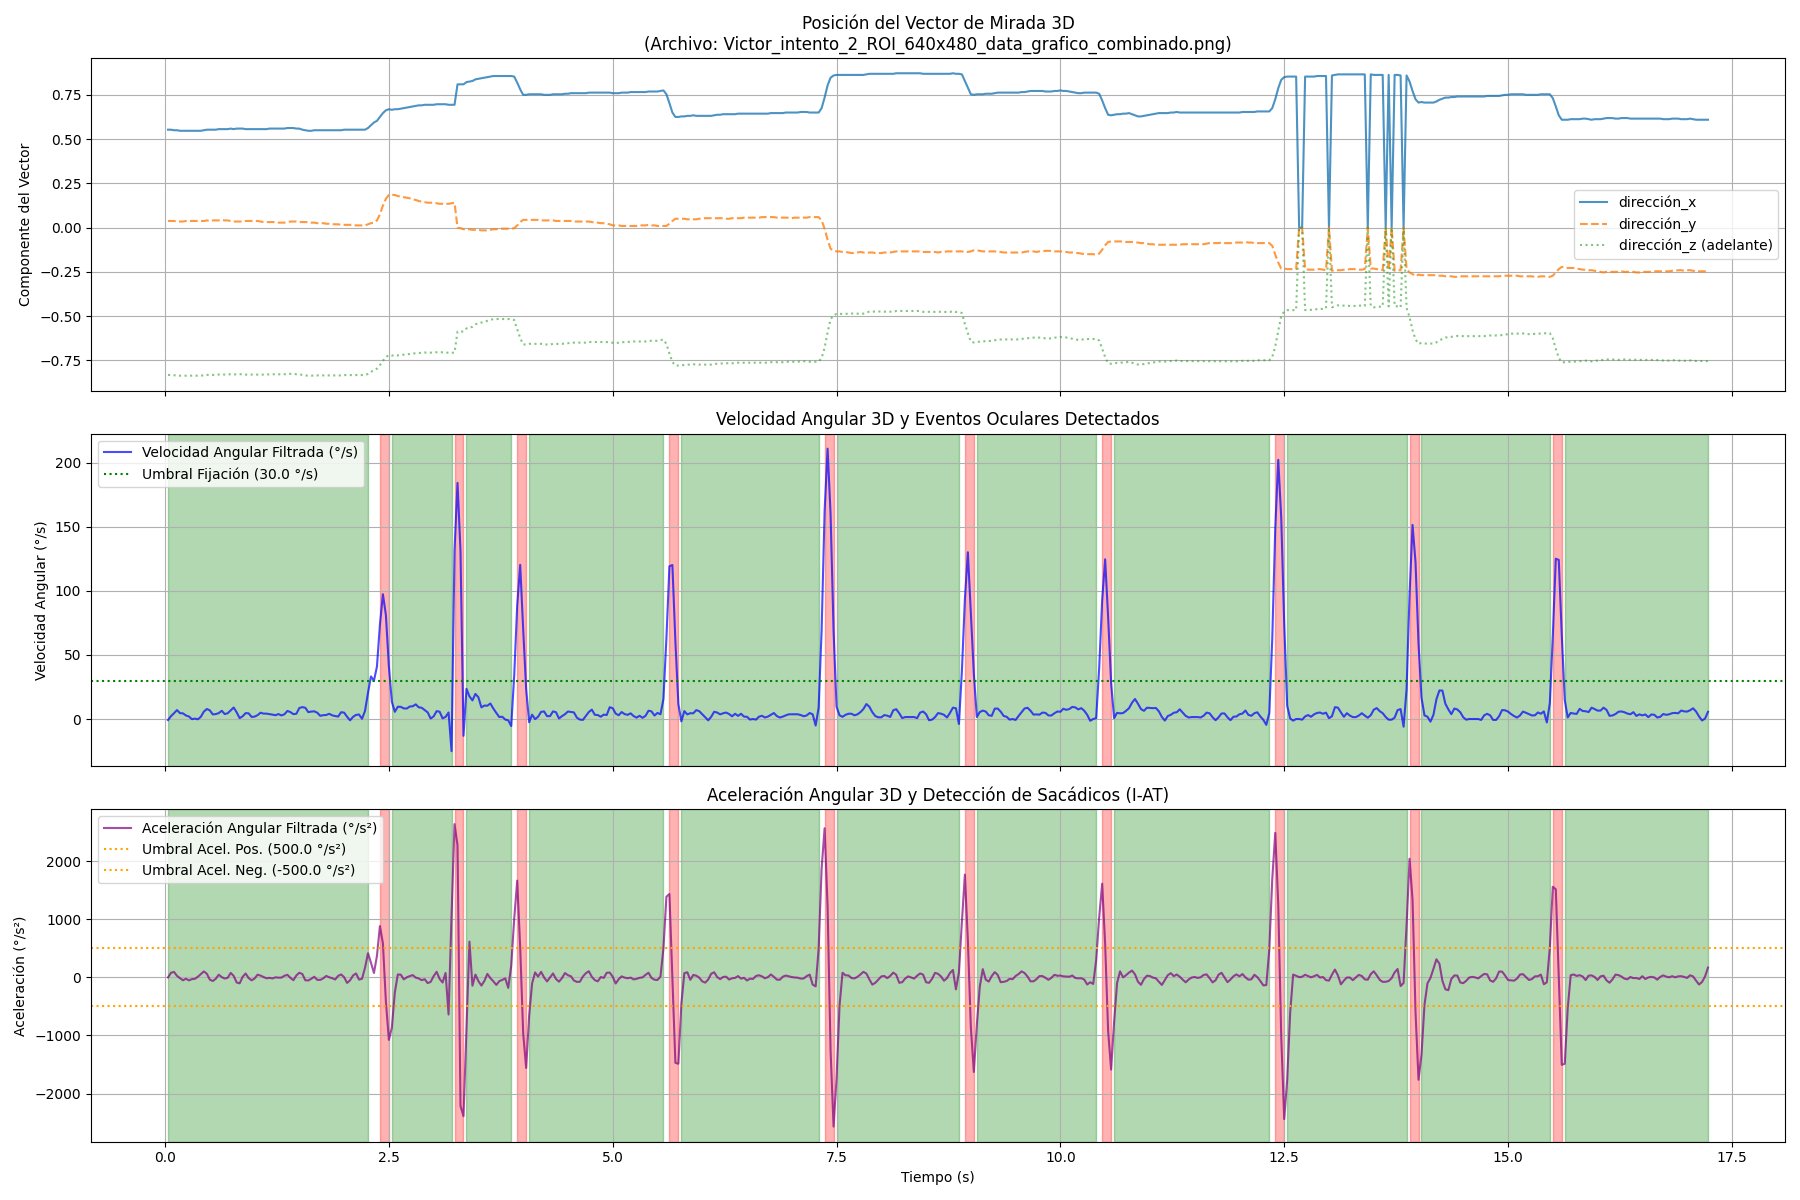 Posición del Vector de Mirada 3D
(Archivo: Victor_intento_2_ROI_640x480_data_grafico_combinado.png)
Componente del Vector
0.75
0.50
0.25
0.00
−0.25
−0.50
−0.75
dirección_x
dirección_y
dirección_z (adelante)
Velocidad Angular 3D y Eventos Oculares Detectados
Velocidad Angular (°/s)
200
150
100
50
0
Velocidad Angular Filtrada (°/s)
Umbral Fijación (30.0 °/s)
Aceleración Angular 3D y Detección de Sacádicos (I-AT)
Aceleración (°/s²)
2000
1000
0
−1000
−2000
Aceleración Angular Filtrada (°/s²)
Umbral Acel. Pos. (500.0 °/s²)
Umbral Acel. Neg. (-500.0 °/s²)
0.0 2.5 5.0 7.5 10.0 12.5 15.0 17.5
Tiempo (s)